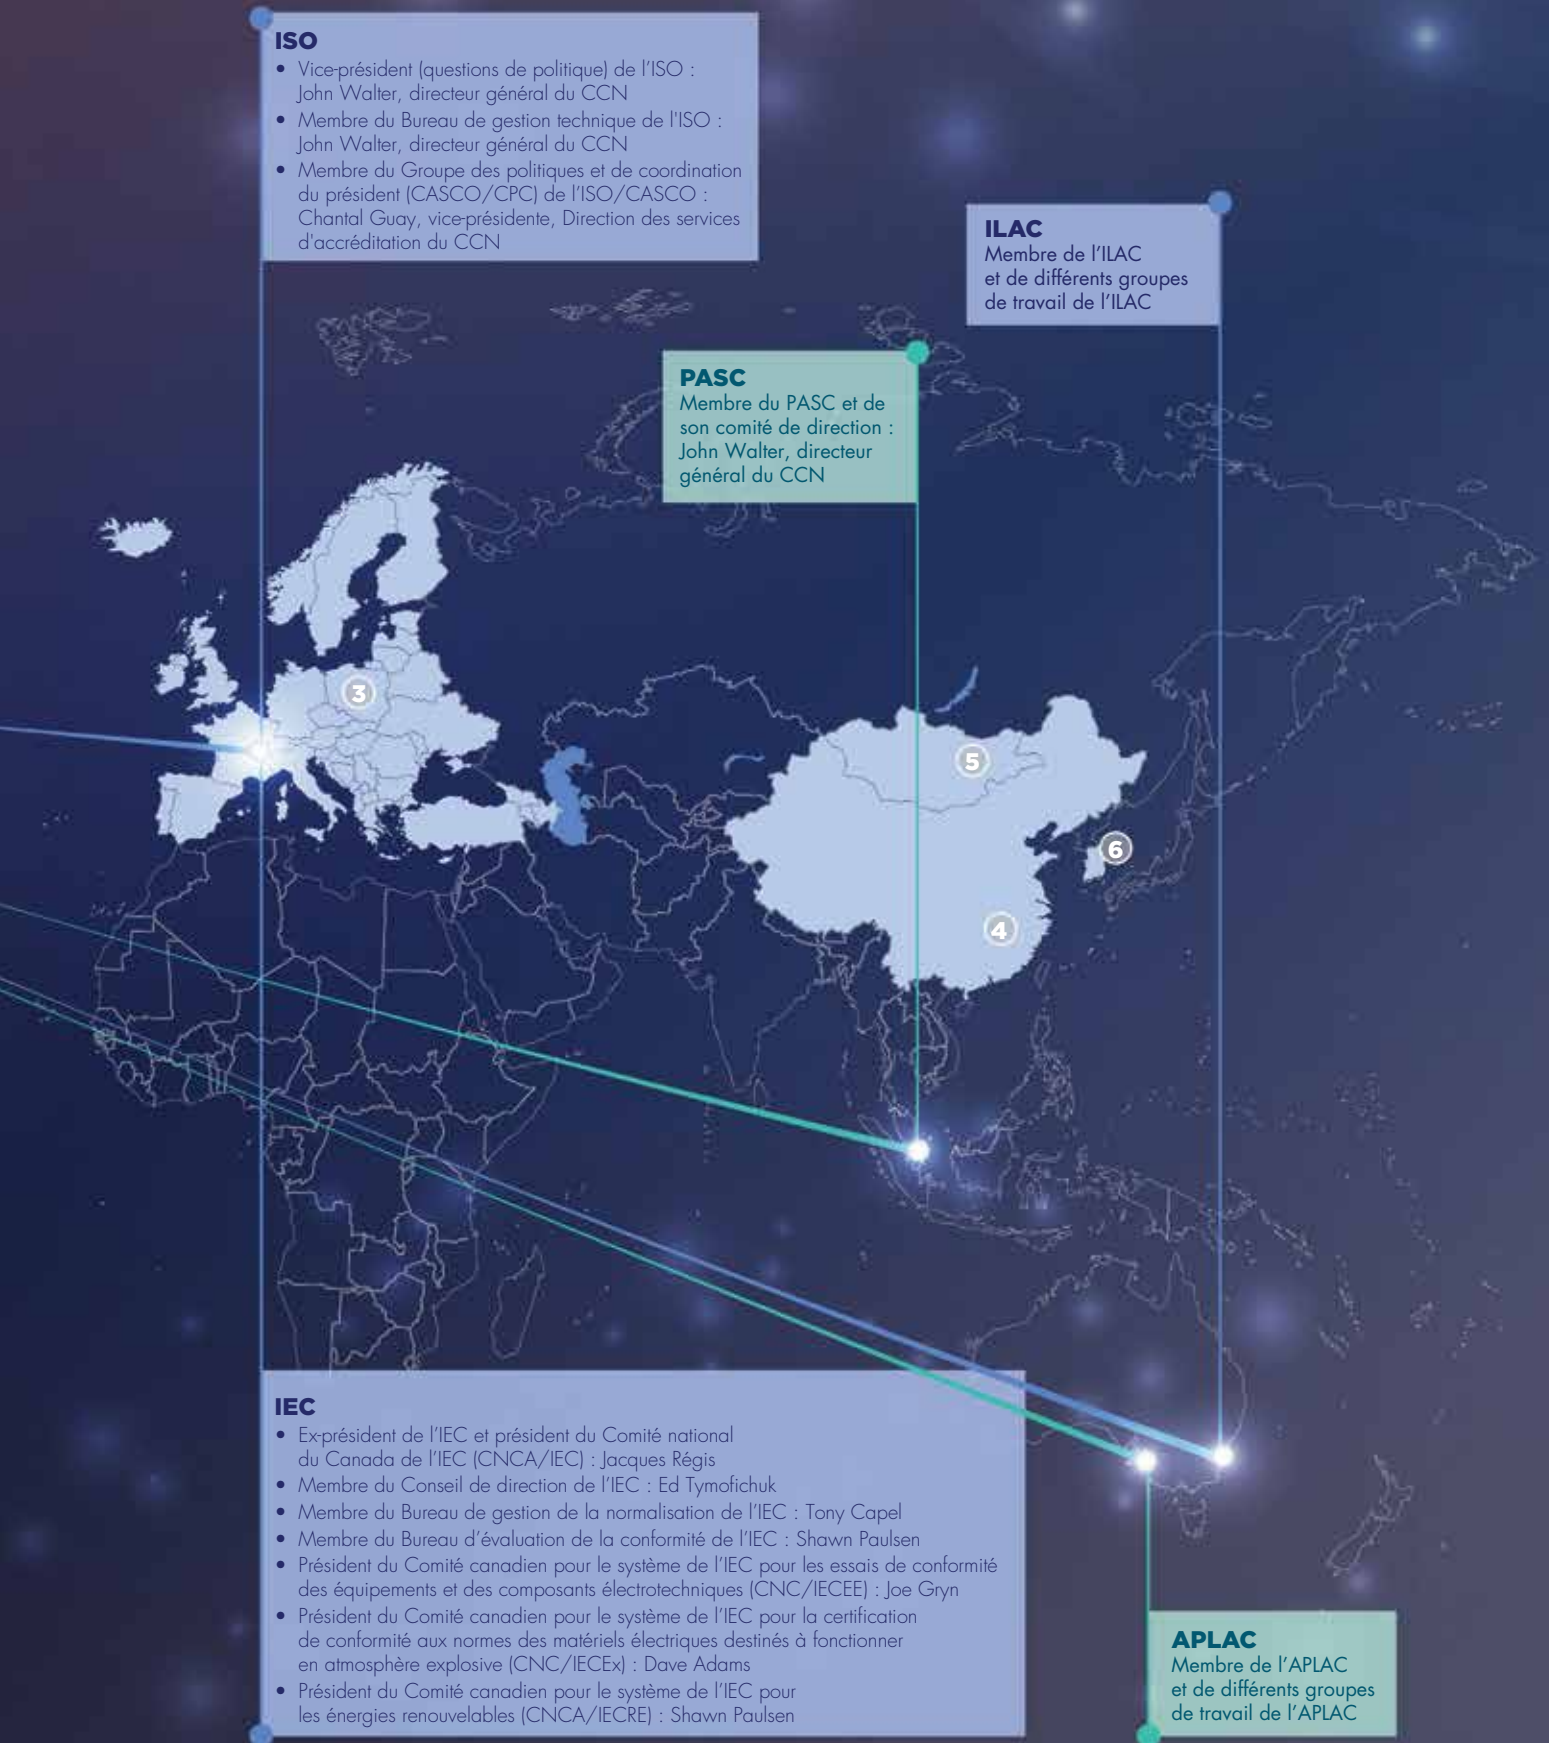 ISO
• Vice-président (questions de politique) de l'ISO :
John Walter, directeur général du CCN
• Membre du Bureau de gestion technique de l'ISO :
John Walter, directeur général du CCN
• Membre du Groupe des politiques et de coordination
du président (CASCO/CPC) de l'ISO/CASCO :
Chantal Guay, vice-présidente, Direction des services
d'accréditation du CCN
ILAC
Membre de l'ILAC
et de différents groupes
de travail de l'ILAC
PASC
Membre du PASC et de
son comité de direction :
John Walter, directeur
général du CCN
3
5
6
4
IEC
• Ex-président de l'IEC et président du Comité national
du Canada de l'IEC (CNCA/IEC) : Jacques Régis
• Membre du Conseil de direction de l'IEC : Ed Tymofichuk
• Membre du Bureau de gestion de la normalisation de l'IEC : Tony Capel
• Membre du Bureau d'évaluation de la conformité de l'IEC : Shawn Paulsen
• Président du Comité canadien pour le système de l'IEC pour les essais de conformité
des équipements et des composants électrotechniques (CNC/IECEE) : Joe Gryn
• Président du Comité canadien pour le système de l'IEC pour la certification
de conformité aux normes des matériels électriques destinés à fonctionner
en atmosphère explosive (CNC/IECEx) : Dave Adams
• Président du Comité canadien pour le système de l'IEC pour
les énergies renouvelables (CNCA/IECRE) : Shawn Paulsen
APLAC
Membre de l'APLAC
et de différents groupes
de travail de l'APLAC